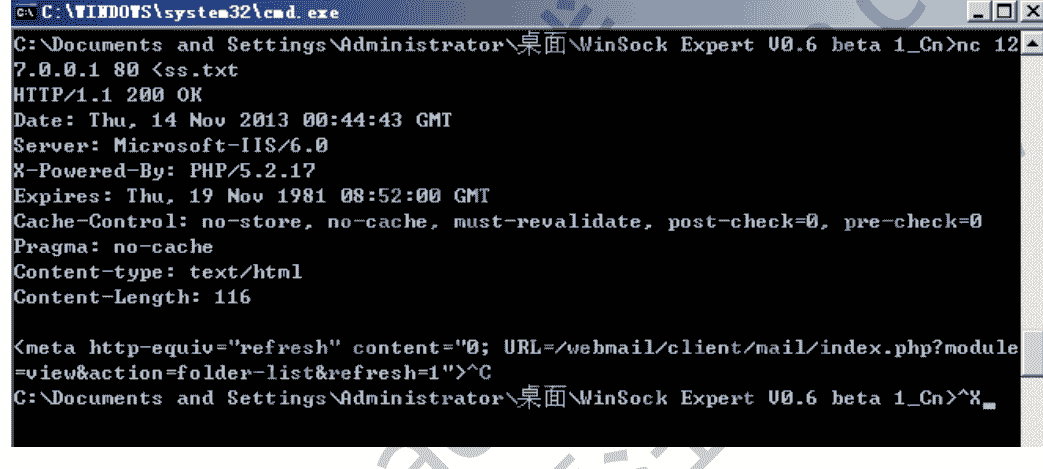 C:\WINDOWS\system32\cmd.exe
C:\Documents and Settings\Administrator\桌面\WinSock Expert V0.6 beta 1_Cn>nc 12
7.0.0.1 80 <ss.txt
HTTP/1.1 200 OK
Date: Thu, 14 Nov 2013 00:44:43 GMT
Server: Microsoft-IIS/6.0
X-Powered-By: PHP/5.2.17
Expires: Thu, 19 Nov 1981 08:52:00 GMT
Cache-Control: no-store, no-cache, must-revalidate, post-check=0, pre-check=0
Pragma: no-cache
Content-type: text/html
Content-Length: 116
<meta http-equiv="refresh" content="0; URL=/webmail/client/mail/index.php?module
=view&action=folder-list&refresh=1">^C
C:\Documents and Settings\Administrator\桌面\WinSock Expert V0.6 beta 1_Cn>^X_